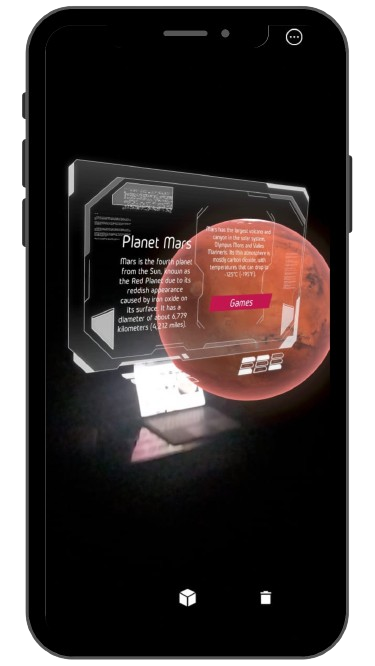 Planet Mars
Mars is the fourth planet
from the Sun, known as
the Red Planet due to its
reddish appearance
caused by iron oxide on
its surface. It has a
diameter of about 6,779
kilometers (4,212 miles).
Mars has the largest volcano and
canyon in the solar system,
Olympus Mons and Valles
Marineris. Its thin atmosphere is
mostly carbon dioxide, with
temperatures that can drop to
Games